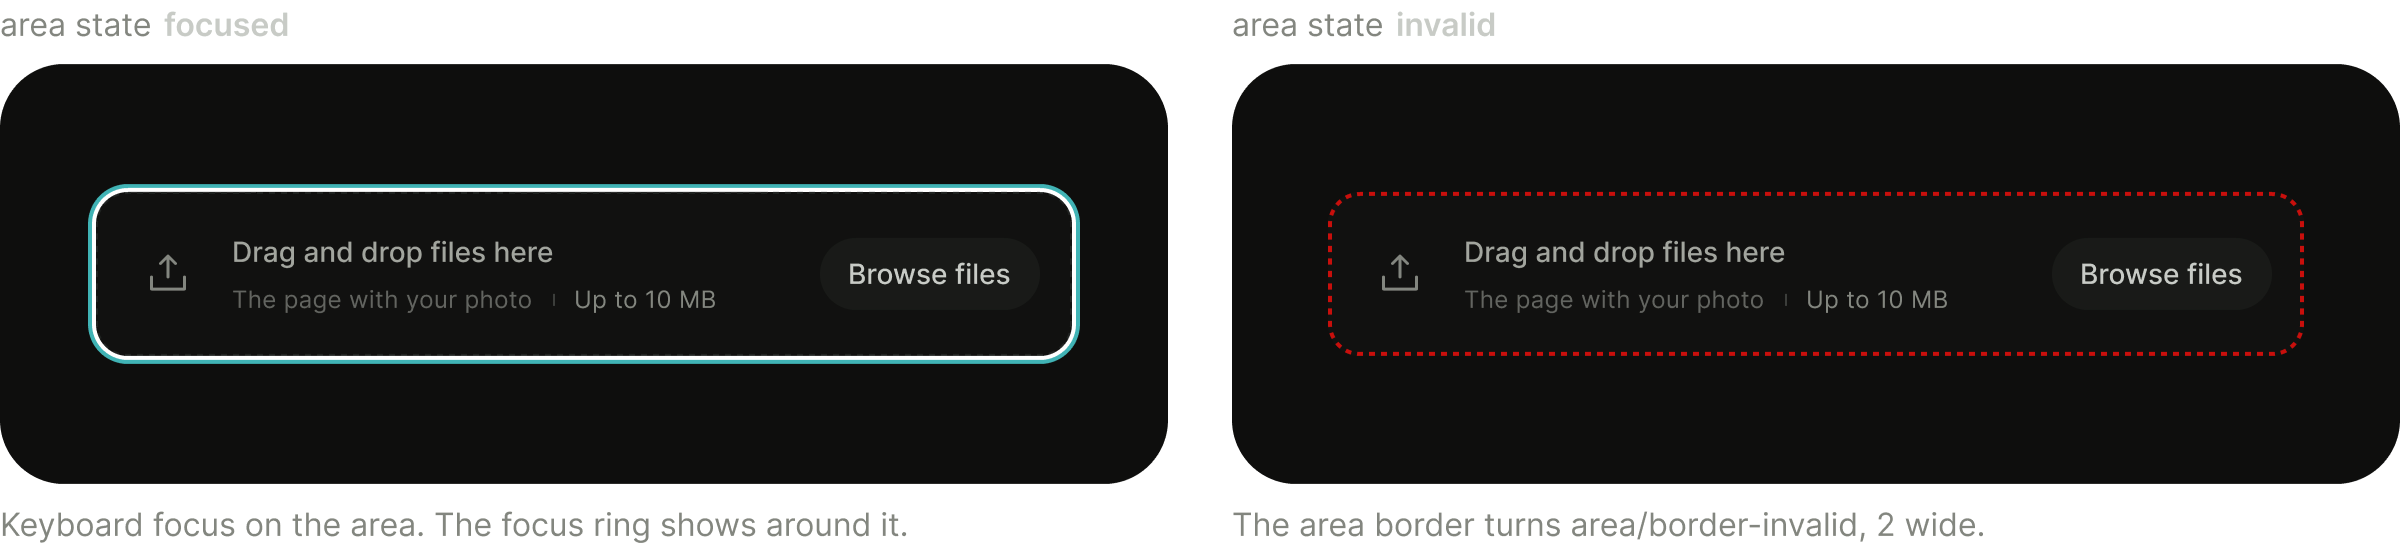 area state focused
Drag and drop files here
The page with your photo | Up to 10 MB
Browse files
Keyboard focus on the area. The focus ring shows around it.
area state invalid
Drag and drop files here
The page with your photo | Up to 10 MB
Browse files
The area border turns area/border-invalid, 2 wide.